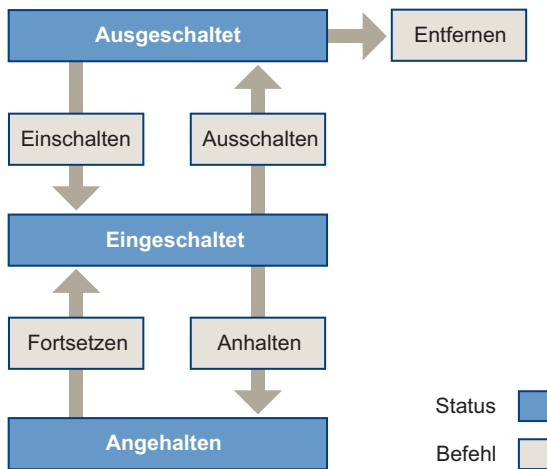 Ausgeschaltet
Entfernen
Einschalten
Ausschalten
Eingeschaltet
Fortsetzen
Anhalten
Angehalten
Status
Befehl